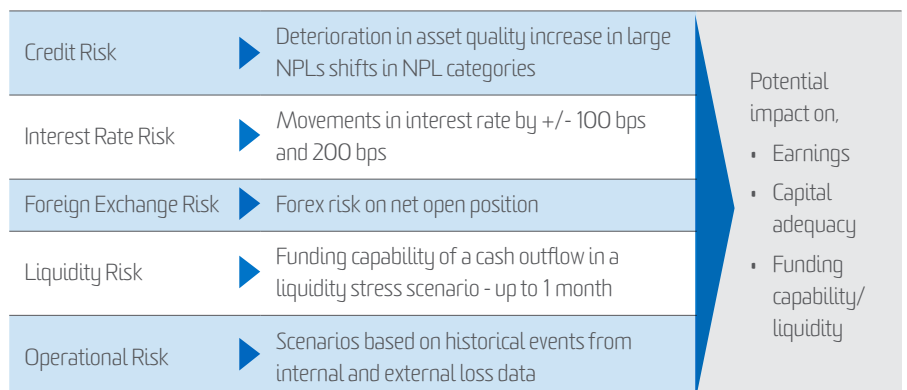 Credit Risk
Deterioration in asset quality increase in large
NPLs shifts in NPL categories
Interest Rate Risk
Movements in interest rate by +/- 100 bps
and 200 bps
Foreign Exchange Risk
Forex risk on net open position
Liquidity Risk
Funding capability of a cash outflow in a
liquidity stress scenario - up to 1 month
Operational Risk
Scenarios based on historical events from
internal and external loss data
Potential
impact on,
• Earnings
• Capital
adequacy
• Funding
capability/
liquidity